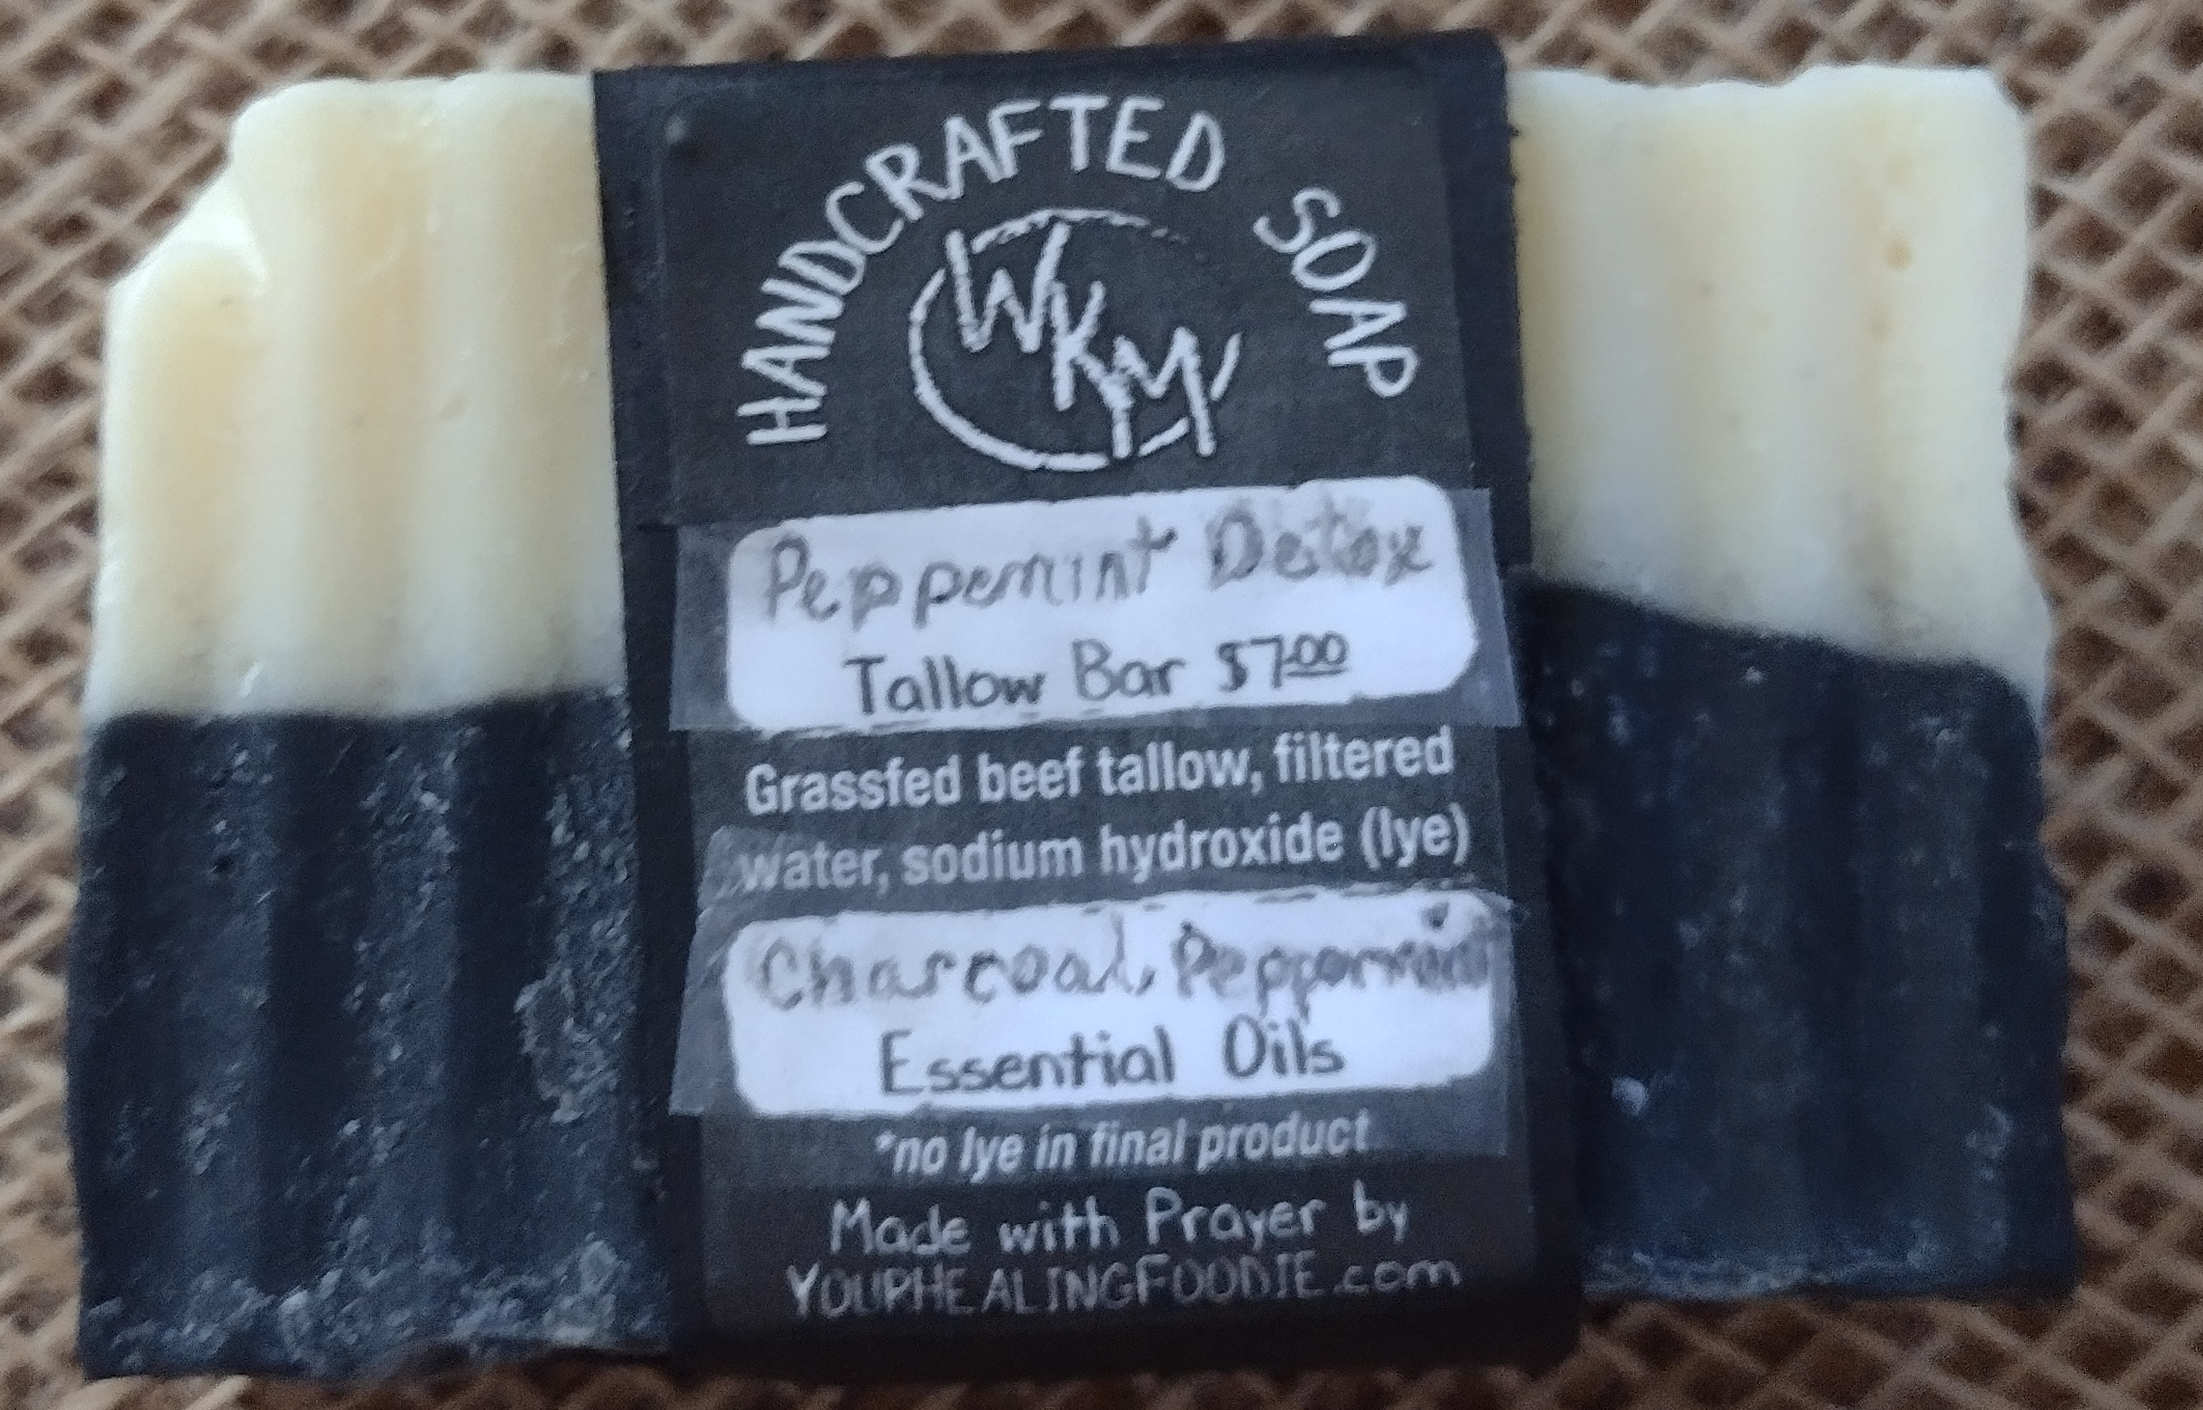 HANDCRAFTED SOAP
WKM
Peppermint Detox
Tallow Bar $7.00
Grassfed beef tallow, filtered
water, sodium hydroxide (lye)
Charcoal, Peppermint
Essential Oils
*no lye in final product
Made with Prayer by
YOURHEALINGFOODIE.com